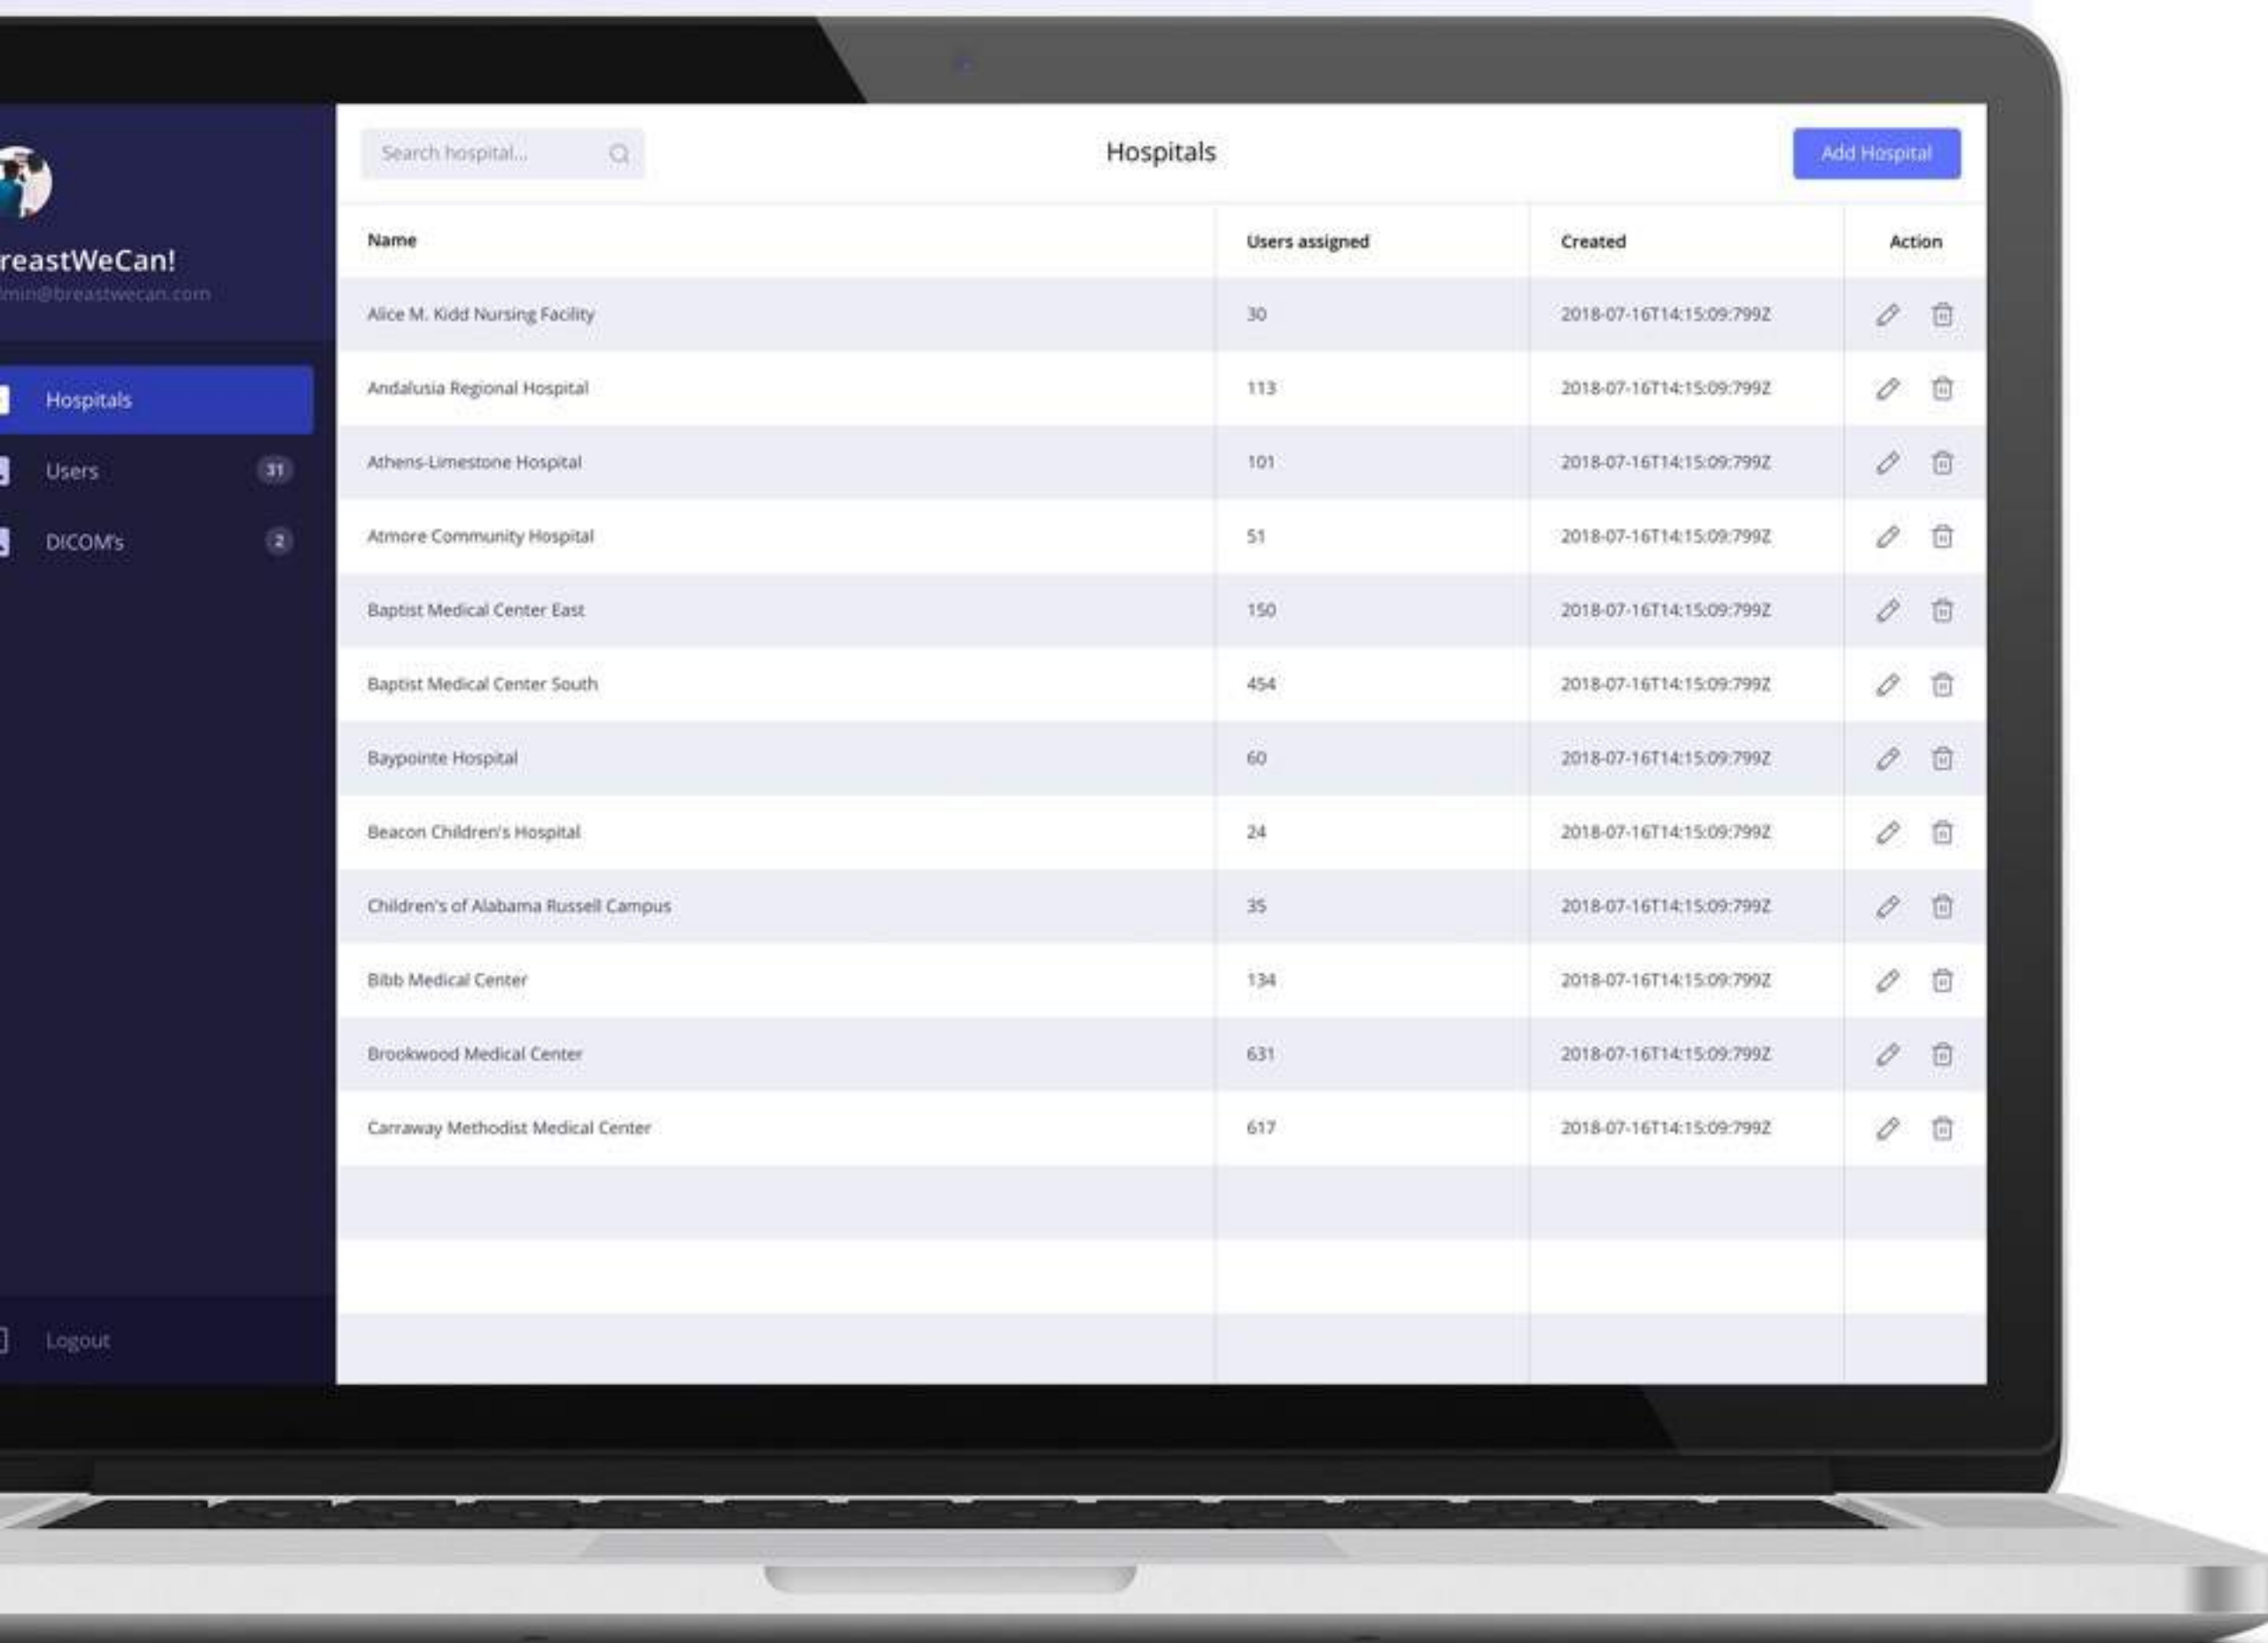 Search hospital...
Hospitals
Add Hospital
reastWeCan!
min@breastwecan.com
Hospitals
Users 31
DICOM's 2
Logout
Name Users assigned Created Action
Alice M. Kidd Nursing Facility 30 2018-07-16T14:15:09:799Z
Andalusia Regional Hospital 113 2018-07-16T14:15:09:799Z
Athens-Limestone Hospital 101 2018-07-16T14:15:09:799Z
Atmore Community Hospital 51 2018-07-16T14:15:09:799Z
Baptist Medical Center East 150 2018-07-16T14:15:09:799Z
Baptist Medical Center South 454 2018-07-16T14:15:09:799Z
Baypointe Hospital 60 2018-07-16T14:15:09:799Z
Beacon Children's Hospital 24 2018-07-16T14:15:09:799Z
Children's of Alabama Russell Campus 35 2018-07-16T14:15:09:799Z
Bibb Medical Center 134 2018-07-16T14:15:09:799Z
Brookwood Medical Center 631 2018-07-16T14:15:09:799Z
Carraway Methodist Medical Center 617 2018-07-16T14:15:09:799Z